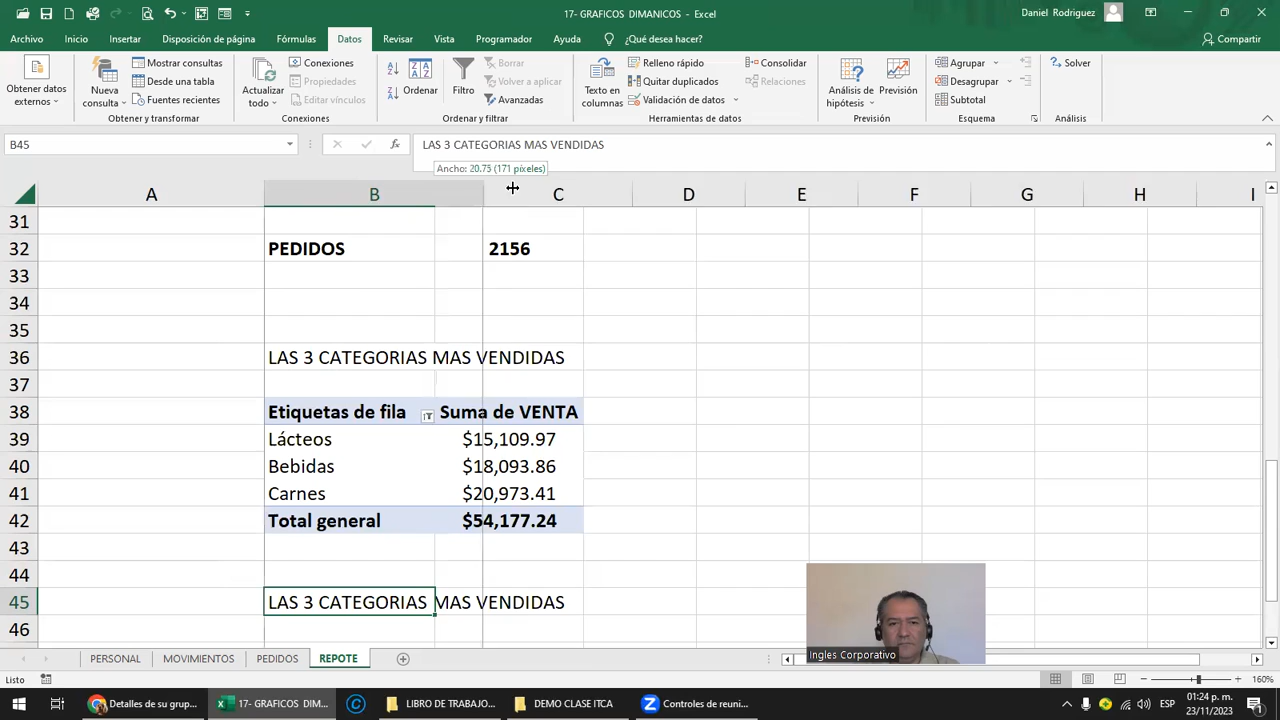 17- GRAFICOS DIMANICOS - Excel
Daniel Rodriguez
Archivo Inicio Insertar Disposición de página Fórmulas Datos Revisar Vista Programador Ayuda ¿Qué desea hacer? Compartir
Obtener datos externos
Nueva consulta
Mostrar consultas
Desde una tabla
Fuentes recientes
Obtener y transformar
Actualizar todo
Conexiones
Propiedades
Editar vínculos
Conexiones
Ordenar
Filtro
Borrar
Volver a aplicar
Avanzadas
Ordenar y filtrar
Texto en columnas
Relleno rápido
Quitar duplicados
Validación de datos
Consolidar
Relaciones
Herramientas de datos
Análisis de hipótesis
Previsión
Previsión
Agrupar
Desagrupar
Subtotal
Esquema
Solver
Análisis
B45
fx
LAS 3 CATEGORIAS MAS VENDIDAS
Ancho: 20.75 (171 píxeles)
A B C D E F G H I
31
32 PEDIDOS 2156
33
34
35
36 LAS 3 CATEGORIAS MAS VENDIDAS
37
38 Etiquetas de fila Suma de VENTA
39 Lácteos $15,109.97
40 Bebidas $18,093.86
41 Carnes $20,973.41
42 Total general $54,177.24
43
44
45 LAS 3 CATEGORIAS MAS VENDIDAS
46
Ingles Corporativo
PERSONAL MOVIMIENTOS PEDIDOS REPOTE
Listo
160%
Detalles de su grup...
17- GRAFICOS DIM...
LIBRO DE TRABAJO...
DEMO CLASE ITCA
Controles de reuni...
ESP
01:24 p. m.
23/11/2023